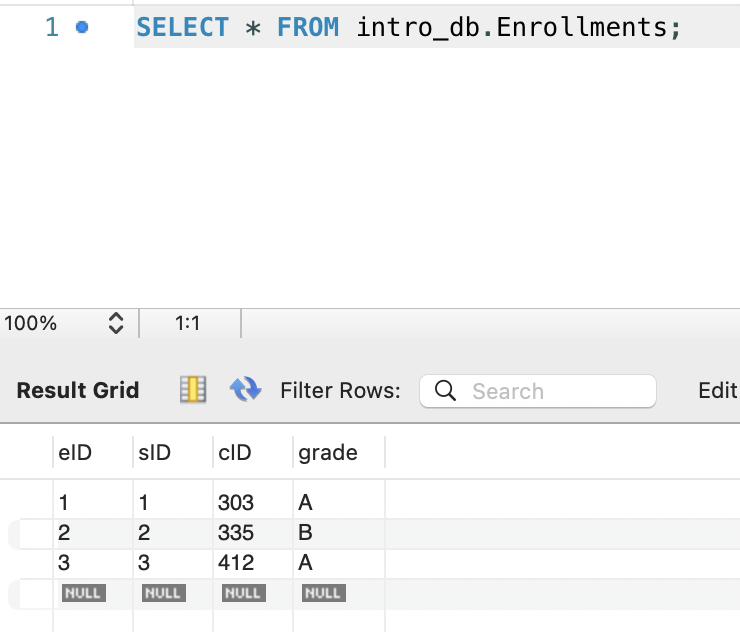 1 SELECT * FROM intro_db.Enrollments;
100% 1:1
Result Grid Filter Rows: Search Edit
eID sID cID grade
1 1 303 A
2 2 335 B
3 3 412 A
NULL NULL NULL NULL